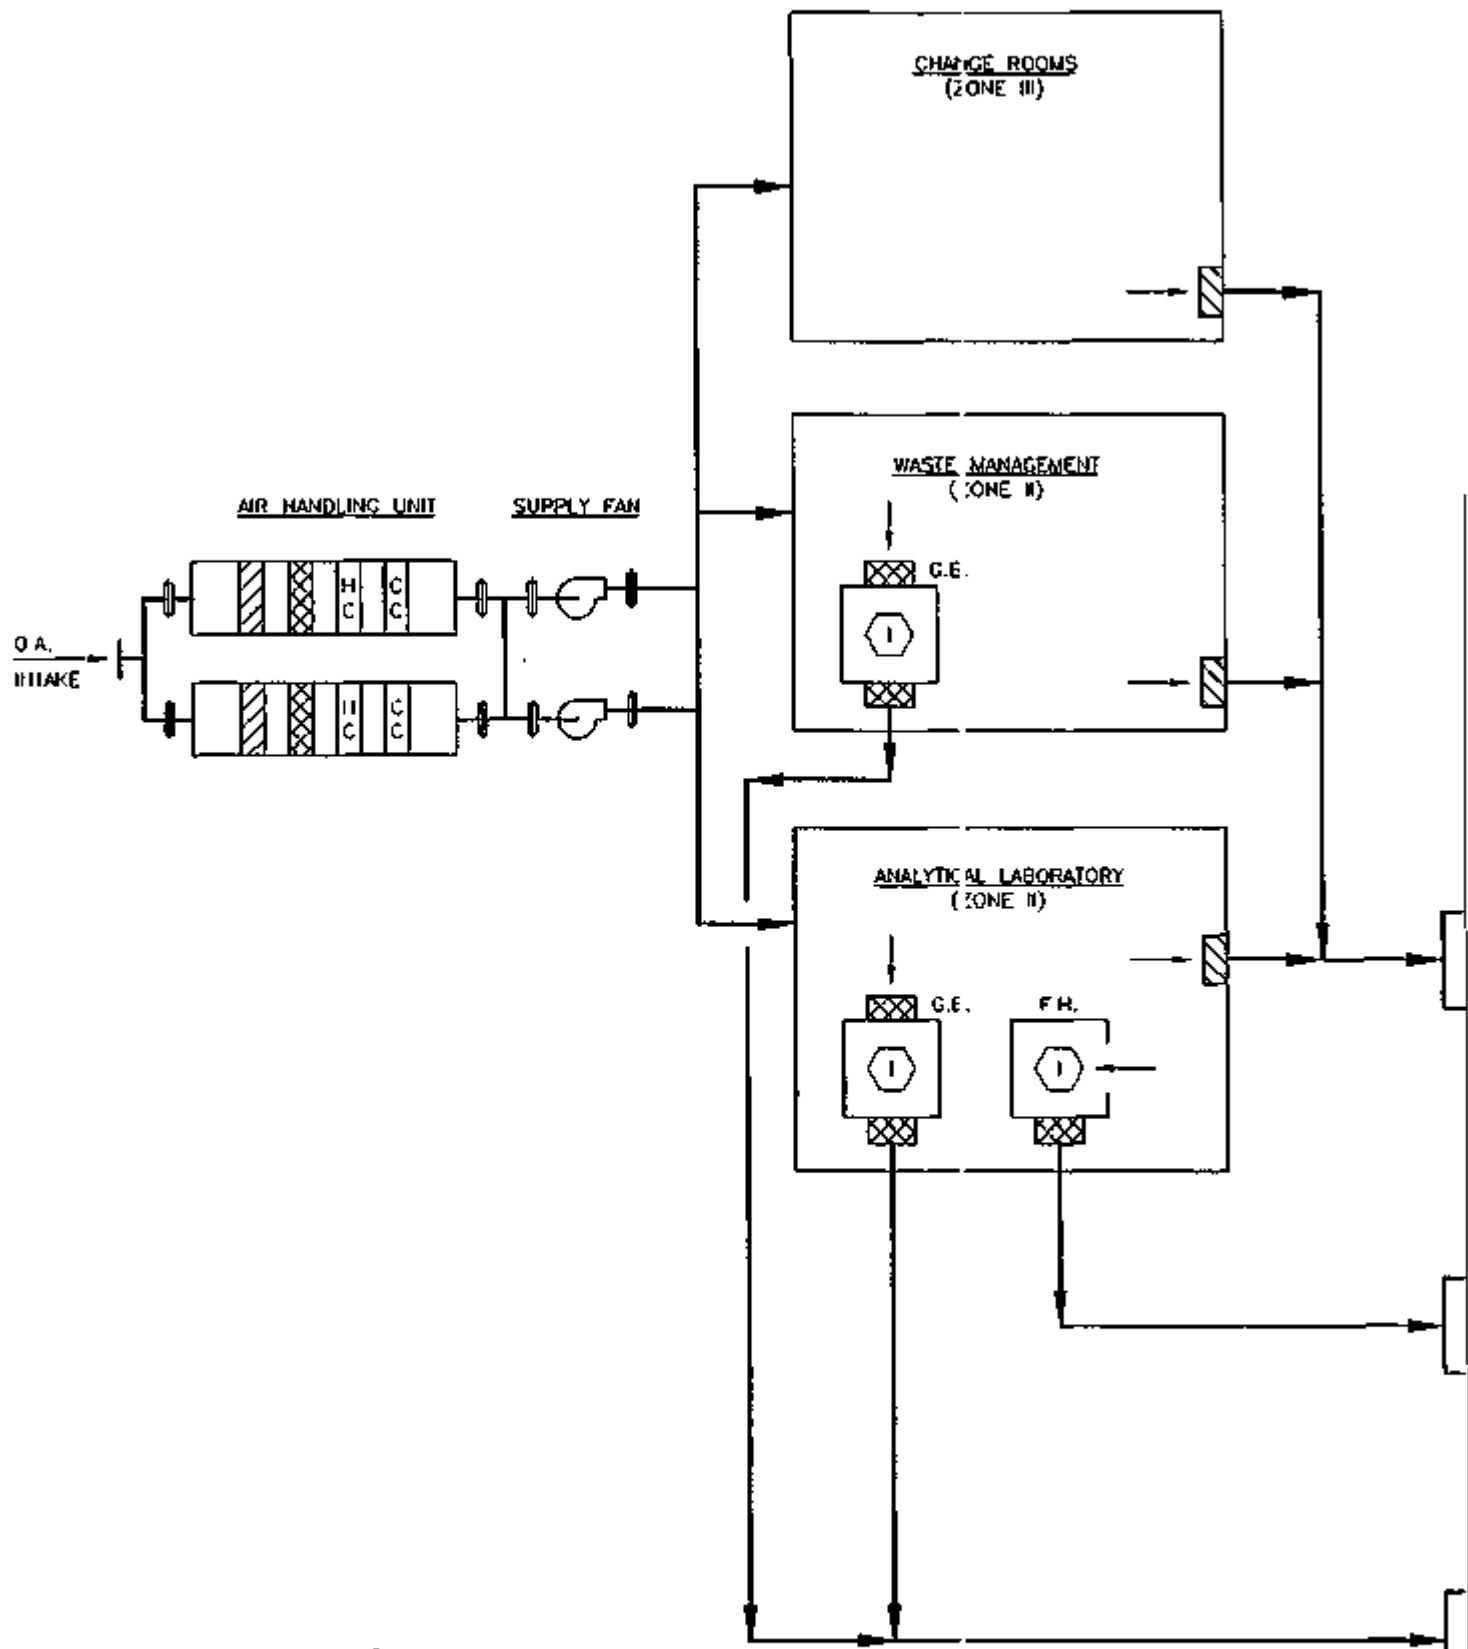 CHANGE ROOMS
(ZONE III)
WASTE MANAGEMENT
(ZONE II)
AIR HANDLING UNIT
SUPPLY FAN
G.E.
H
C
C
C
I
O.A.
INTAKE
H
C
C
C
ANALYTICAL LABORATORY
(ZONE II)
G.E.
F.H.
I
I